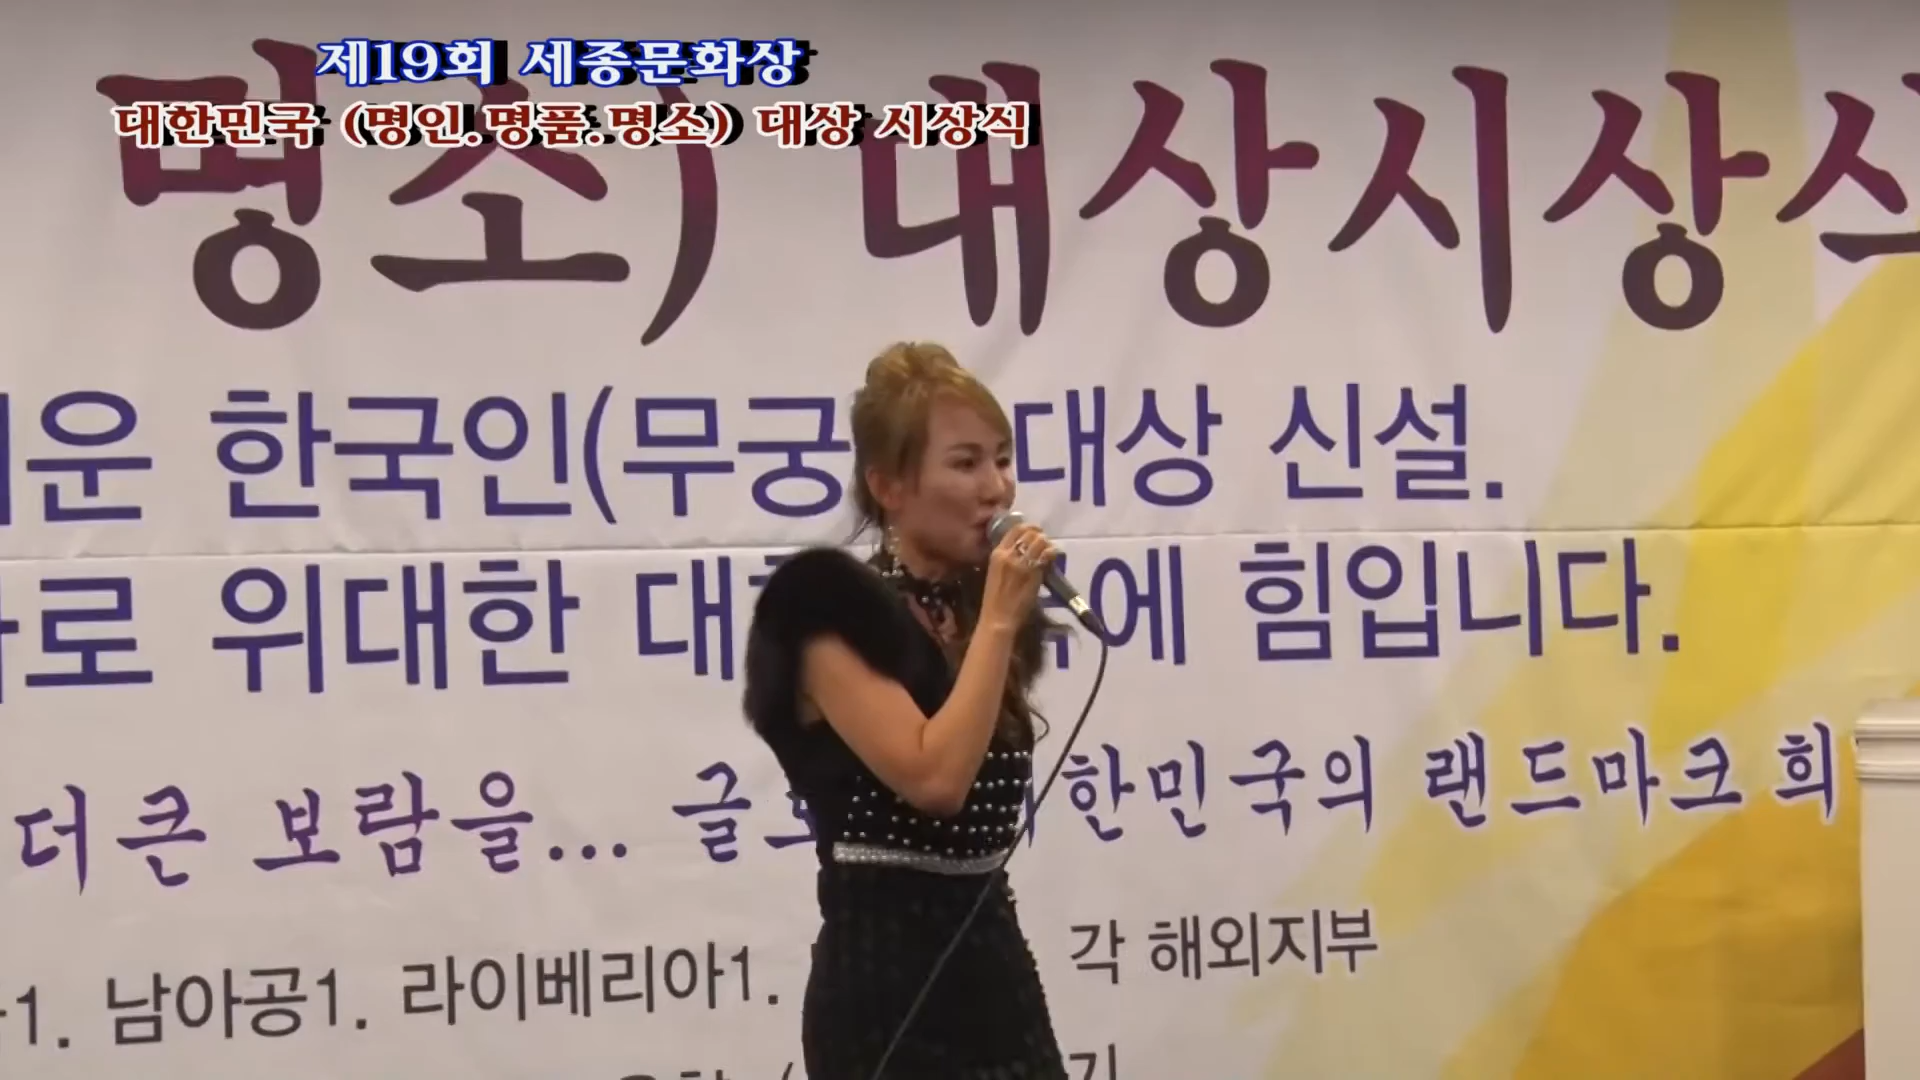 제19회 세종문화상
대한민국 (명인.명품.명소) 대상 시상식
명소) 대상시상식
한국인(무궁 대상 신설.
로 위대한 에 힘입니다.
더 큰 보람을... 한민국의 랜드마크 희
1. 남아공1. 라이베리아1. 각 해외지부